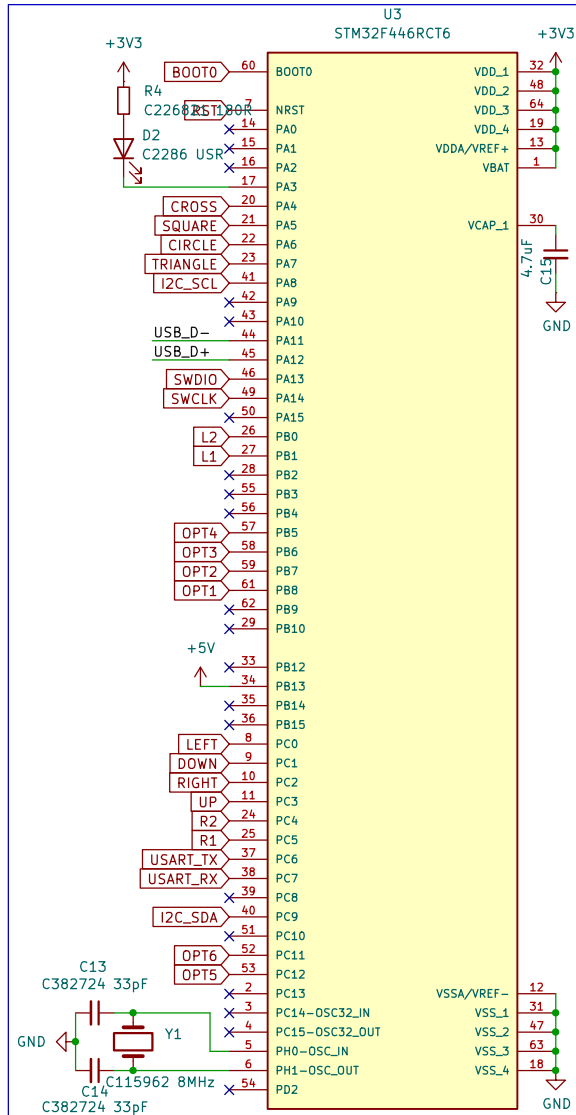 U3
STM32F446RCT6
+3V3
R4
C22682 180R
D2
C2286 USR
BOOT0 60 BOOT0
RST 7 NRST
14 PA0
15 PA1
16 PA2
17 PA3
CROSS 20 PA4
SQUARE 21 PA5
CIRCLE 22 PA6
TRIANGLE 23 PA7
I2C_SCL 41 PA8
42 PA9
43 PA10
USB_D- 44 PA11
USB_D+ 45 PA12
SWDIO 46 PA13
SWCLK 49 PA14
50 PA15
L2 26 PB0
L1 27 PB1
28 PB2
55 PB3
56 PB4
OPT4 57 PB5
OPT3 58 PB6
OPT2 59 PB7
OPT1 61 PB8
62 PB9
29 PB10
33 PB12
+5V
34 PB13
35 PB14
36 PB15
LEFT 8 PC0
DOWN 9 PC1
RIGHT 10 PC2
UP 11 PC3
R2 24 PC4
R1 25 PC5
USART_TX 37 PC6
USART_RX 38 PC7
39 PC8
I2C_SDA 40 PC9
51 PC10
OPT6 52 PC11
OPT5 53 PC12
2 PC13
3 PC14-OSC32_IN
4 PC15-OSC32_OUT
5 PH0-OSC_IN
6 PH1-OSC_OUT
54 PD2
C13
C382724 33pF
GND
Y1
C115962 8MHz
C14
C382724 33pF
+3V3
VDD_1 32
VDD_2 48
VDD_3 64
VDD_4 19
VDDA/VREF+ 13
VBAT 1
VCAP_1 30
4.7uF
C15
GND
VSSA/VREF- 12
VSS_1 31
VSS_2 47
VSS_3 63
VSS_4 18
GND